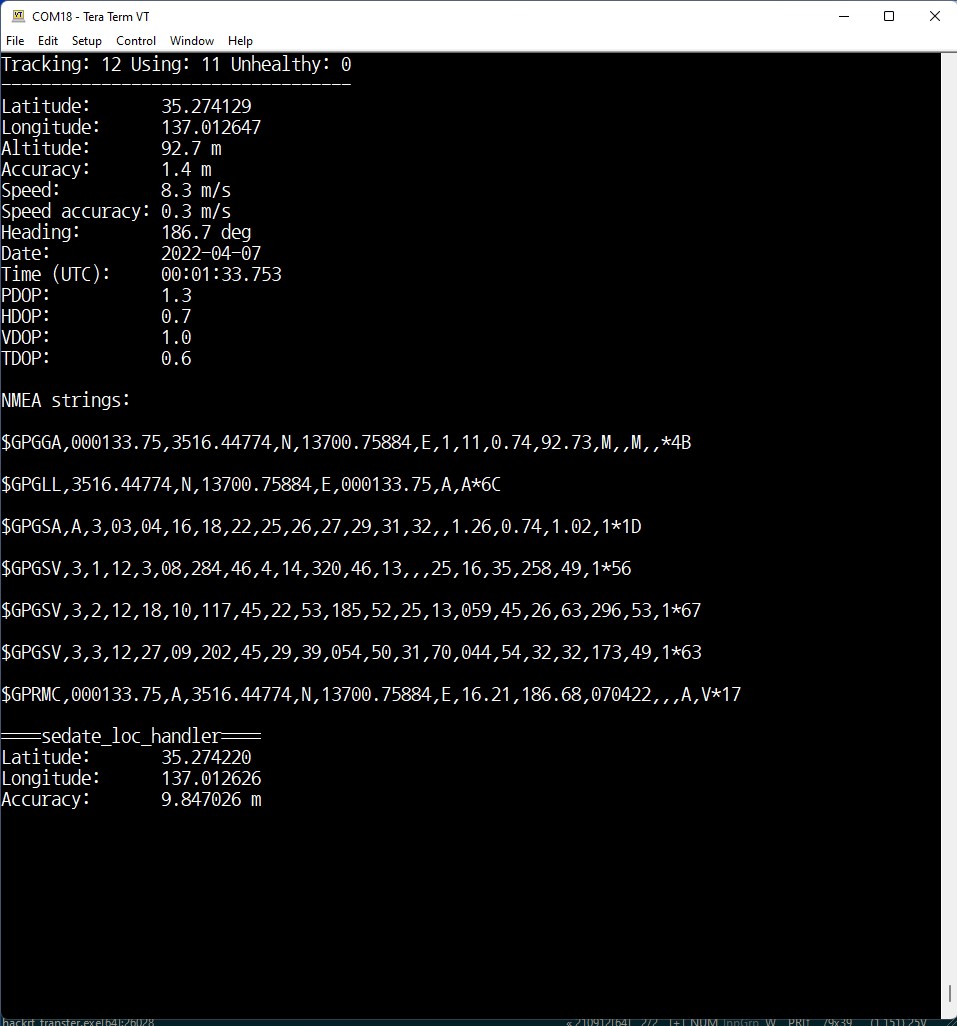 COM18 - Tera Term VT
File Edit Setup Control Window Help
Tracking: 12 Using: 11 Unhealthy: 0
-----------------------------------
Latitude: 35.274129
Longitude: 137.012647
Altitude: 92.7 m
Accuracy: 1.4 m
Speed: 8.3 m/s
Speed accuracy: 0.3 m/s
Heading: 186.7 deg
Date: 2022-04-07
Time (UTC): 00:01:33.753
PDOP: 1.3
HDOP: 0.7
VDOP: 1.0
TDOP: 0.6
NMEA strings:
$GPGGA,000133.75,3516.44774,N,13700.75884,E,1,11,0.74,92.73,M,,M,,*4B
$GPGLL,3516.44774,N,13700.75884,E,000133.75,A,A*6C
$GPGSA,A,3,03,04,16,18,22,25,26,27,29,31,32,,1.26,0.74,1.02,1*1D
$GPGSV,3,1,12,3,08,284,46,4,14,320,46,13,,,25,16,35,258,49,1*56
$GPGSV,3,2,12,18,10,117,45,22,53,185,52,25,13,059,45,26,63,296,53,1*67
$GPGSV,3,3,12,27,09,202,45,29,39,054,50,31,70,044,54,32,32,173,49,1*63
$GPRMC,000133.75,A,3516.44774,N,13700.75884,E,16.21,186.68,070422,,,A,V*17
====sedate_loc_handler====
Latitude: 35.274220
Longitude: 137.012626
Accuracy: 9.847026 m